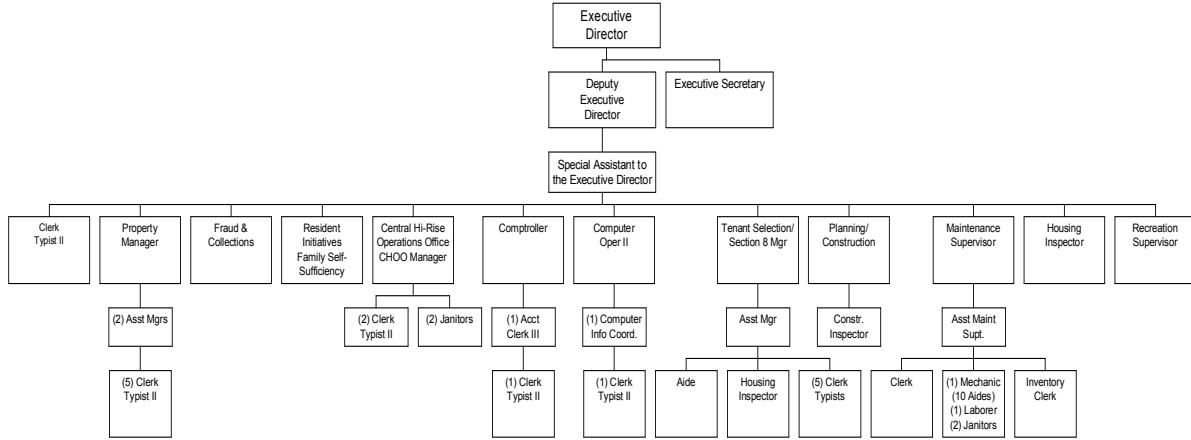 Executive
Director
Deputy
Executive
Director
Executive Secretary
Special Assistant to
the Executive Director
Clerk
Typist II
Property
Manager
Fraud &
Collections
Resident
Initiatives
Family Self-
Sufficiency
Central Hi-Rise
Operations Office
CHOO Manager
Comptroller
Computer
Oper II
Tenant Selection/
Section 8 Mgr
Planning/
Construction
Maintenance
Supervisor
Housing
Inspector
Recreation
Supervisor
(2) Asst Mgrs
(2) Clerk
Typist II
(2) Janitors
(1) Acct
Clerk III
(1) Computer
Info Coord.
Asst Mgr
Constr.
Inspector
Asst Maint
Supt.
(5) Clerk
Typist II
(1) Clerk
Typist II
(1) Clerk
Typist II
Aide
Housing
Inspector
(5) Clerk
Typists
Clerk
(1) Mechanic
(10 Aides)
(1) Laborer
(2) Janitors
Inventory
Clerk